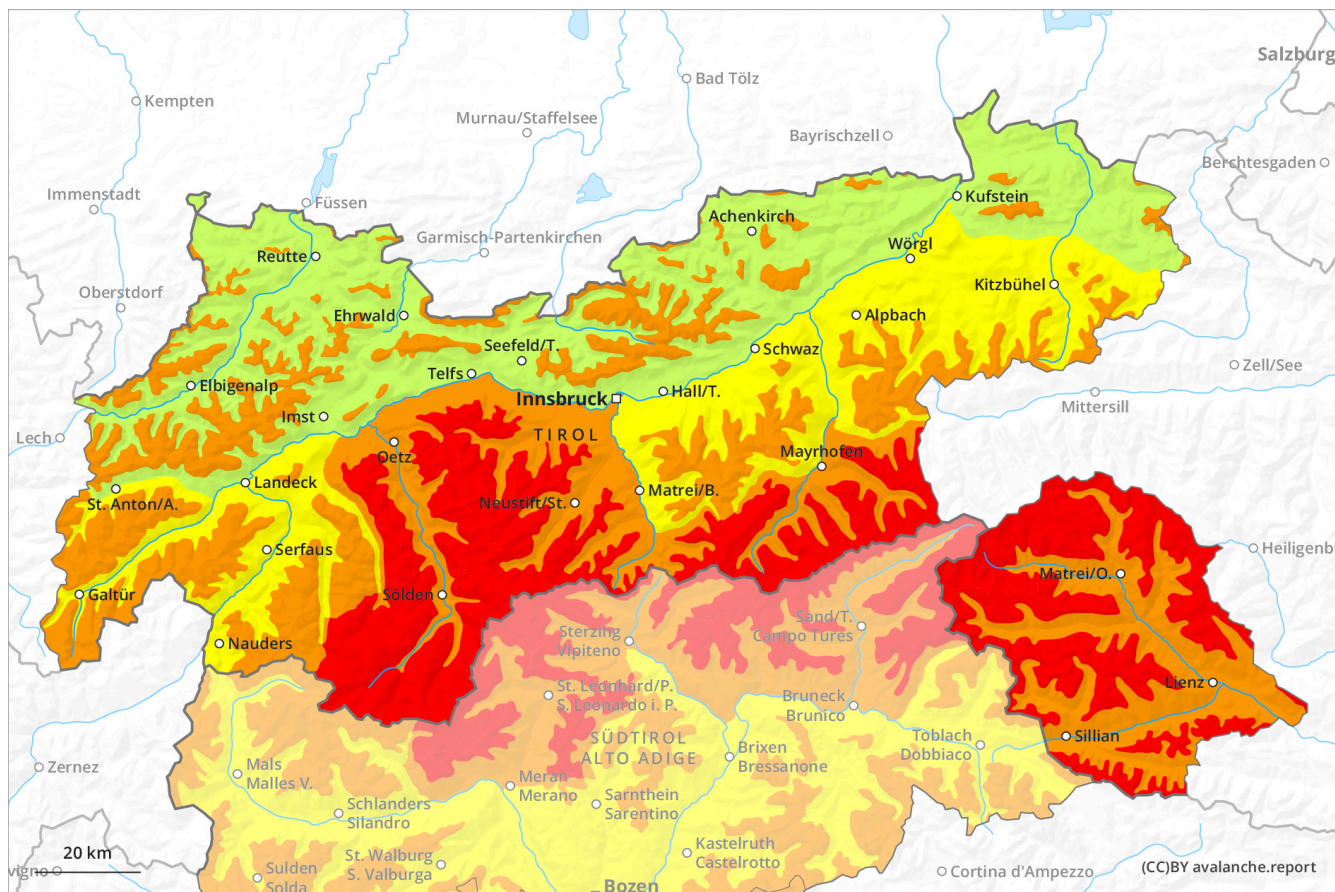 Salzburg
Bad Tölz
Kempten
Murnau/Staffelsee
Bayrischzell
Berchtesgaden
Immenstadt
Füssen
Kufstein
Achenkirch
Garmisch-Partenkirchen
Wörgl
Reutte
Kitzbühel
Oberstdorf
Ehrwald
Alpbach
Seefeld/T.
Schwaz
Zell/See
Telfs
Elbigenalp
Hall/T.
Innsbruck
Mittersill
Imst
Lech
TIROL
Oetz
Mayrhofen
Landeck
Matrei/B.
St. Anton/A.
Neustift/St.
Serfaus
Heiligenb
Matrei/O.
Galtür
Sölden
Sand/T.
Campo Tures
Sterzing
Vipiteno
Nauders
Lienz
St. Leonhard/P.
S. Leonardo i. P.
Bruneck
Brunico
SÜDTIROL
ALTO ADIGE
Toblach
Dobbiaco
Sillian
Brixen
Bressanone
Zernez
Mals
Malles V.
Meran
Merano
Sarnthein
Sarentino
Schlanders
Silandro
20 km
St. Walburg
S. Valburga
Kastelruth
Castelrotto
vigno
Sulden
Solda
Cortina d'Ampezzo
(CC)BY avalanche.report
Bozen